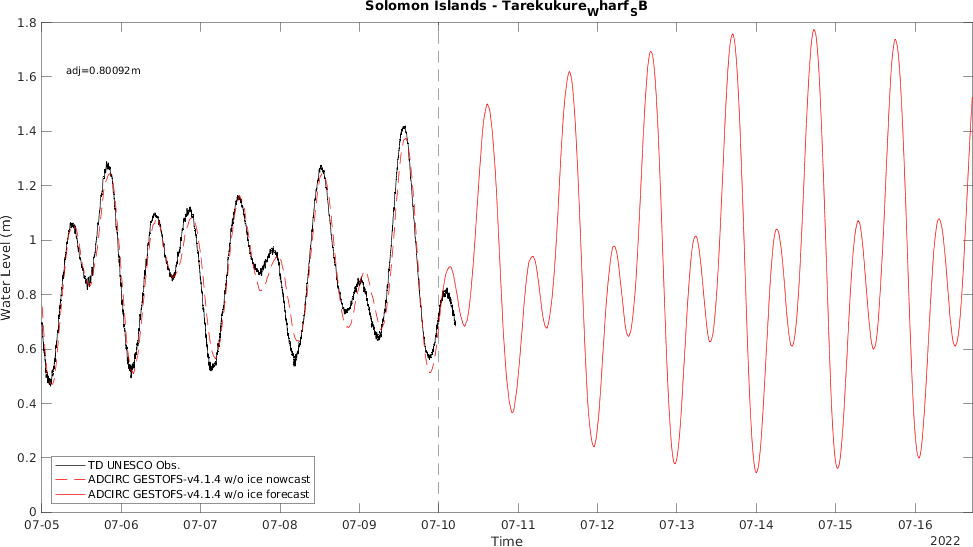 Solomon Islands - TarekukureWharfSB
1.8
1.6
1.4
1.2
1
0.8
0.6
0.4
0.2
0
Water Level (m)
adj=0.80092m
TD UNESCO Obs.
ADCIRC GESTOFS-v4.1.4 w/o ice nowcast
ADCIRC GESTOFS-v4.1.4 w/o ice forecast
07-05 07-06 07-07 07-08 07-09 07-10 07-11 07-12 07-13 07-14 07-15 07-16
Time
2022